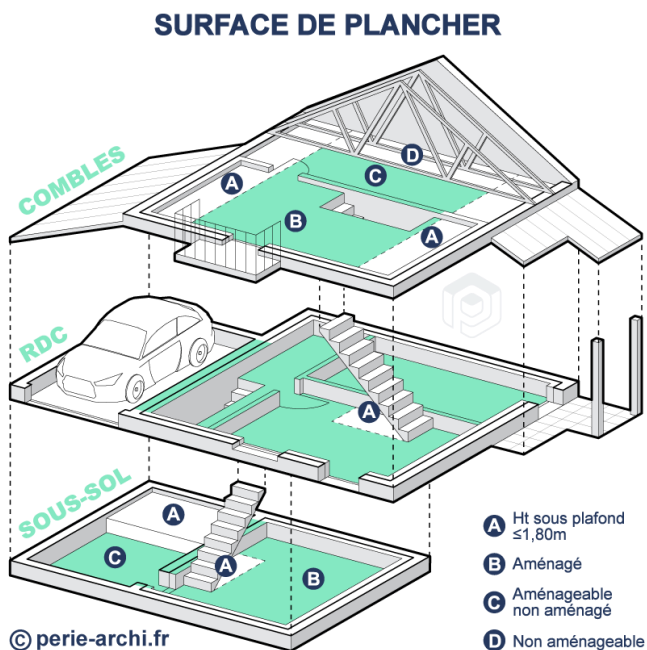 SURFACE DE PLANCHER
COMBLES
A
D
C
B
A
RDC
A
SOUS-SOL
A
C
A
B
A Ht sous plafond
≤1,80m
B Aménagé
C Aménageable
non aménagé
D Non aménageable
© perie-archi.fr